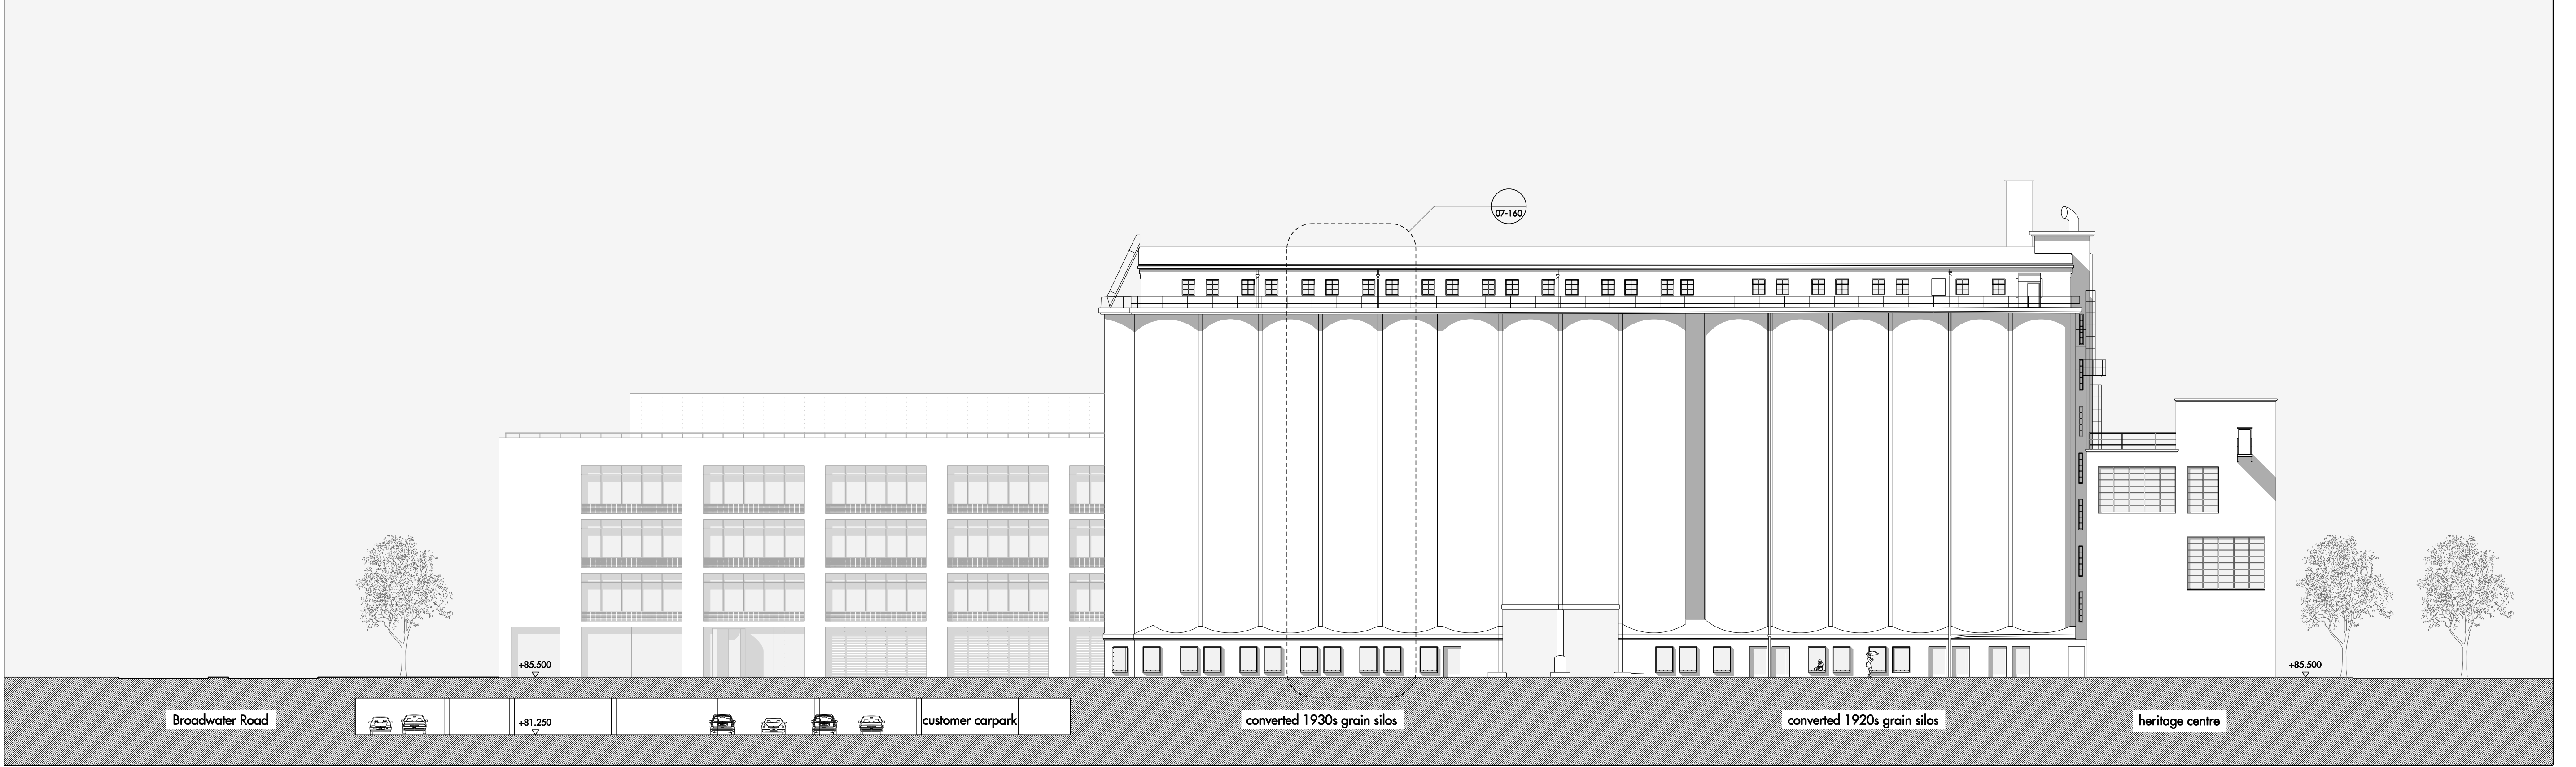 07-160
+85.500
+85.500
Broadwater Road
+81.250
customer carpark
converted 1930s grain silos
converted 1920s grain silos
heritage centre